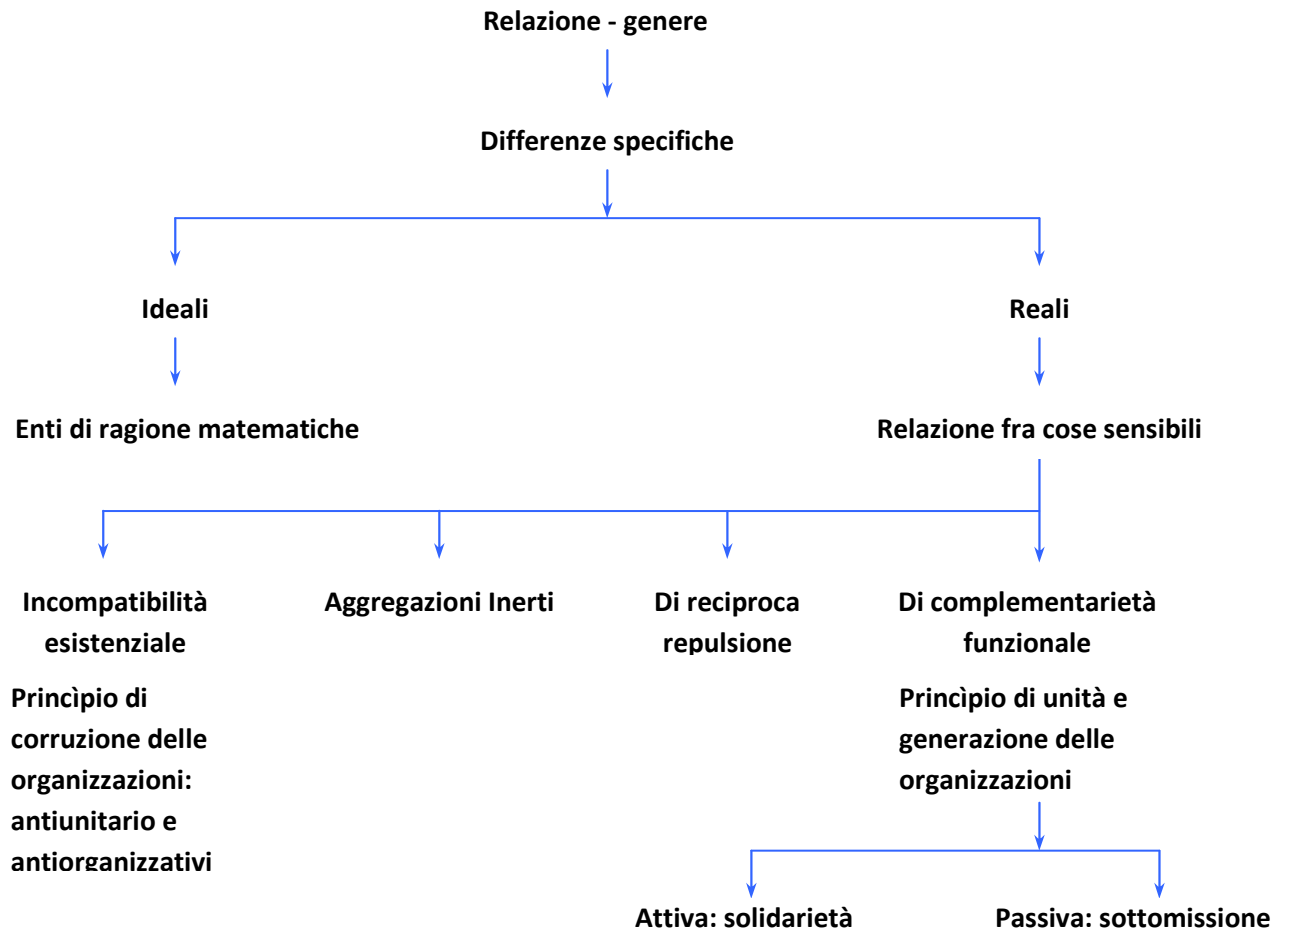 Relazione - genere
Differenze specifiche
Ideali
Reali
Enti di ragione matematiche
Relazione fra cose sensibili
Incompatibilità
esistenziale
Aggregazioni Inerti
Di reciproca
repulsione
Di complementarietà
funzionale
Princìpio di
corruzione delle
organizzazioni:
antiunitario e
antiorganizzativi
Princìpio di unità e
generazione delle
organizzazioni
Attiva: solidarietà
Passiva: sottomissione